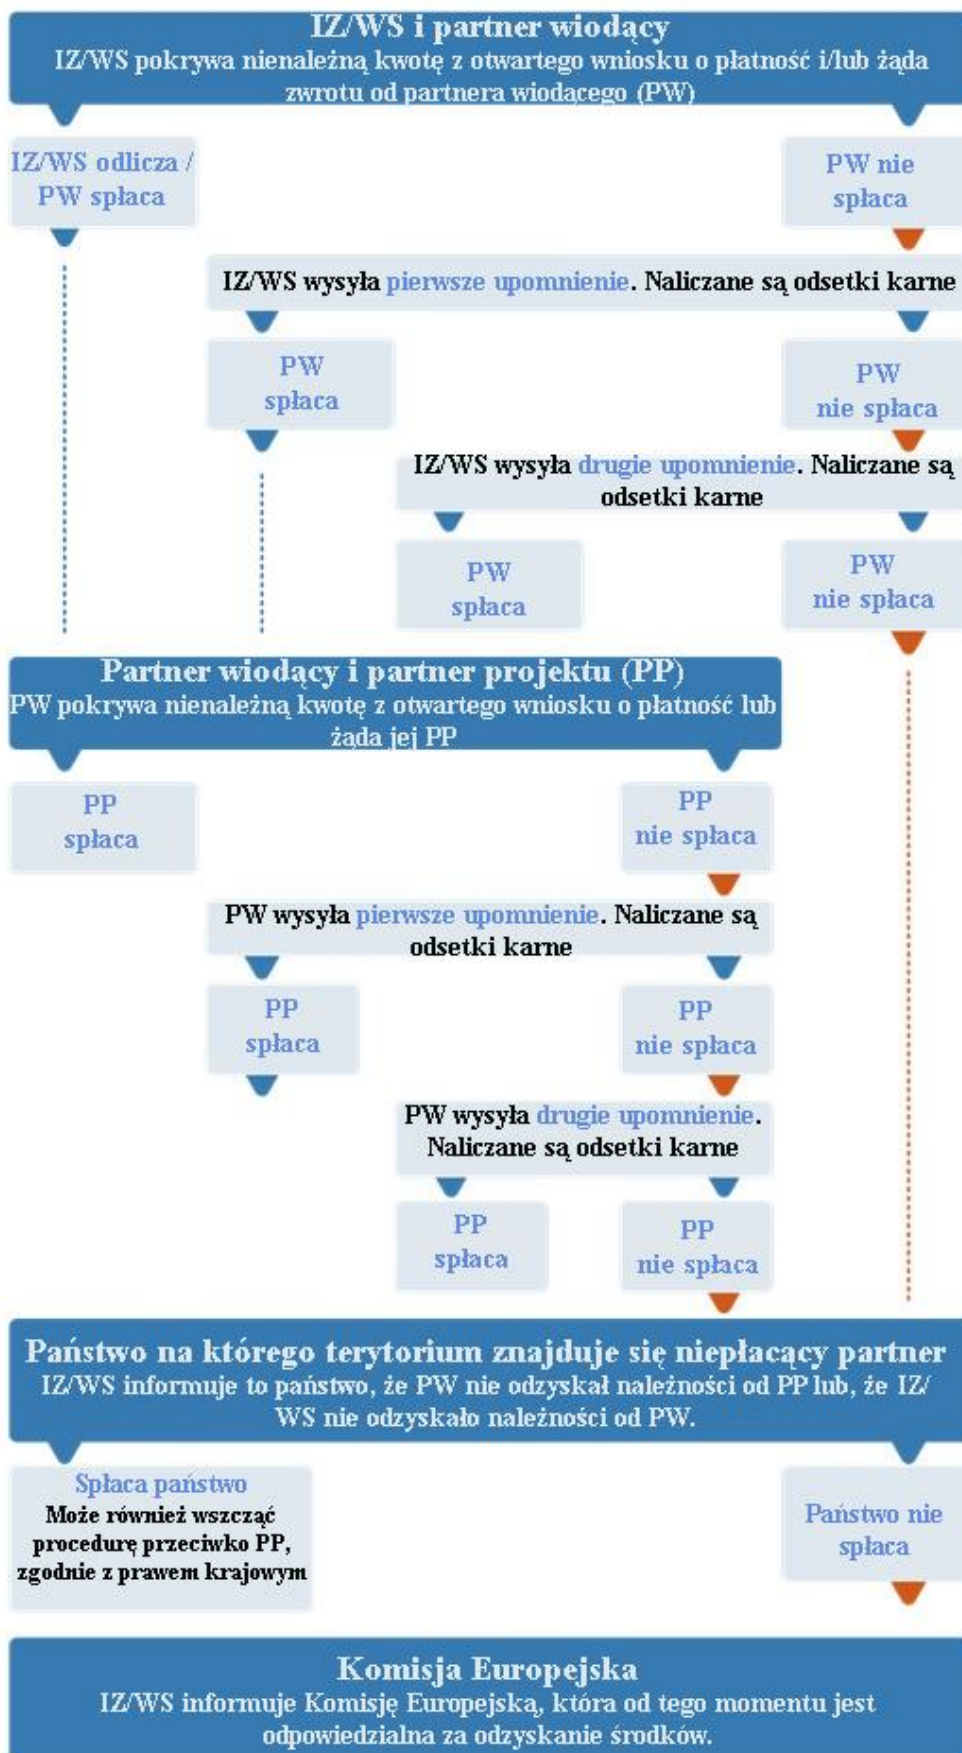 IZ/WS i partner wiodący
IZ/WS pokrywa nienależną kwotę z otwartego wniosku o płatność i/lub żąda
zwrotu od partnera wiodącego (PW)
IZ/WS odlicza /
PW spłaca
PW nie
spłaca
IZ/WS wysyła pierwsze upomnienie. Naliczane są odsetki karne
PW
spłaca
PW
nie spłaca
IZ/WS wysyła drugie upomnienie. Naliczane są
odsetki karne
PW
spłaca
PW
nie spłaca
Partner wiodący i partner projektu (PP)
PW pokrywa nienależną kwotę z otwartego wniosku o płatność lub
żąda jej PP
PP
spłaca
PP
nie spłaca
PW wysyła pierwsze upomnienie. Naliczane są
odsetki karne
PP
spłaca
PP
nie spłaca
PW wysyła drugie upomnienie.
Naliczane są odsetki karne
PP
spłaca
PP
nie spłaca
Państwo na którego terytorium znajduje się niepłacący partner
IZ/WS informuje to państwo, że PW nie odzyskał należności od PP lub, że IZ/
WS nie odzyskało należności od PW.
Spłaca państwo
Może również wszcząć
procedurę przeciwko PP,
zgodnie z prawem krajowym
Państwo nie
spłaca
Komisja Europejska
IZ/WS informuje Komisję Europejską, która od tego momentu jest
odpowiedzialna za odzyskanie środków.